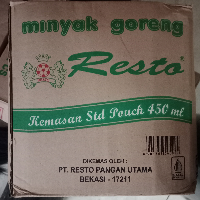 minyak goreng
Resto
Kemasan Std Pouch 450 ml
DIKEMAS OLEH :
PT. RESTO PANGAN UTAMA
BEKASI - 17211